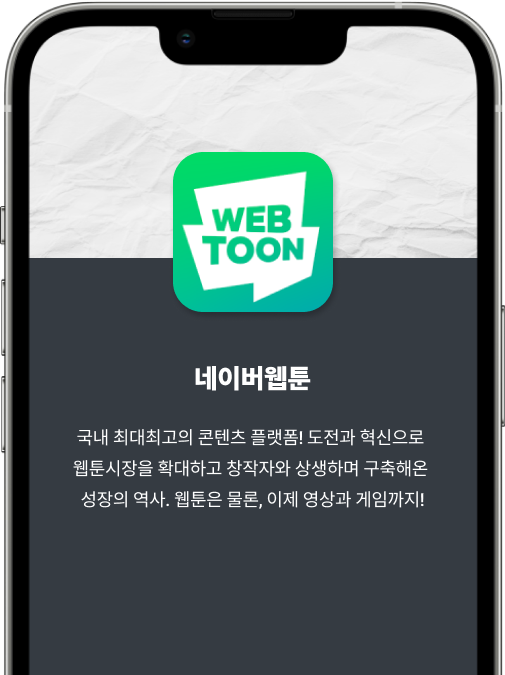 WEB
TOON
네이버웹툰
국내 최대최고의 콘텐츠 플랫폼! 도전과 혁신으로
웹툰시장을 확대하고 창작자와 상생하며 구축해온
성장의 역사. 웹툰은 물론, 이제 영상과 게임까지!